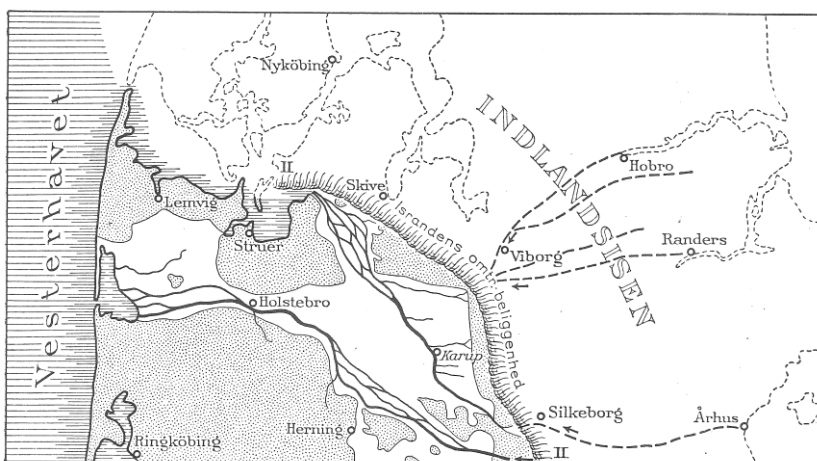 Vesterhavet
Nyköbing
INDLANDSISEN
Hobro
II
Skive
Lemvig
Struer
Viborg
Randers
Israndens omtr. beliggenhed
Holstebro
Karup
Silkeborg
Århus
Herning
Ringköbing
II